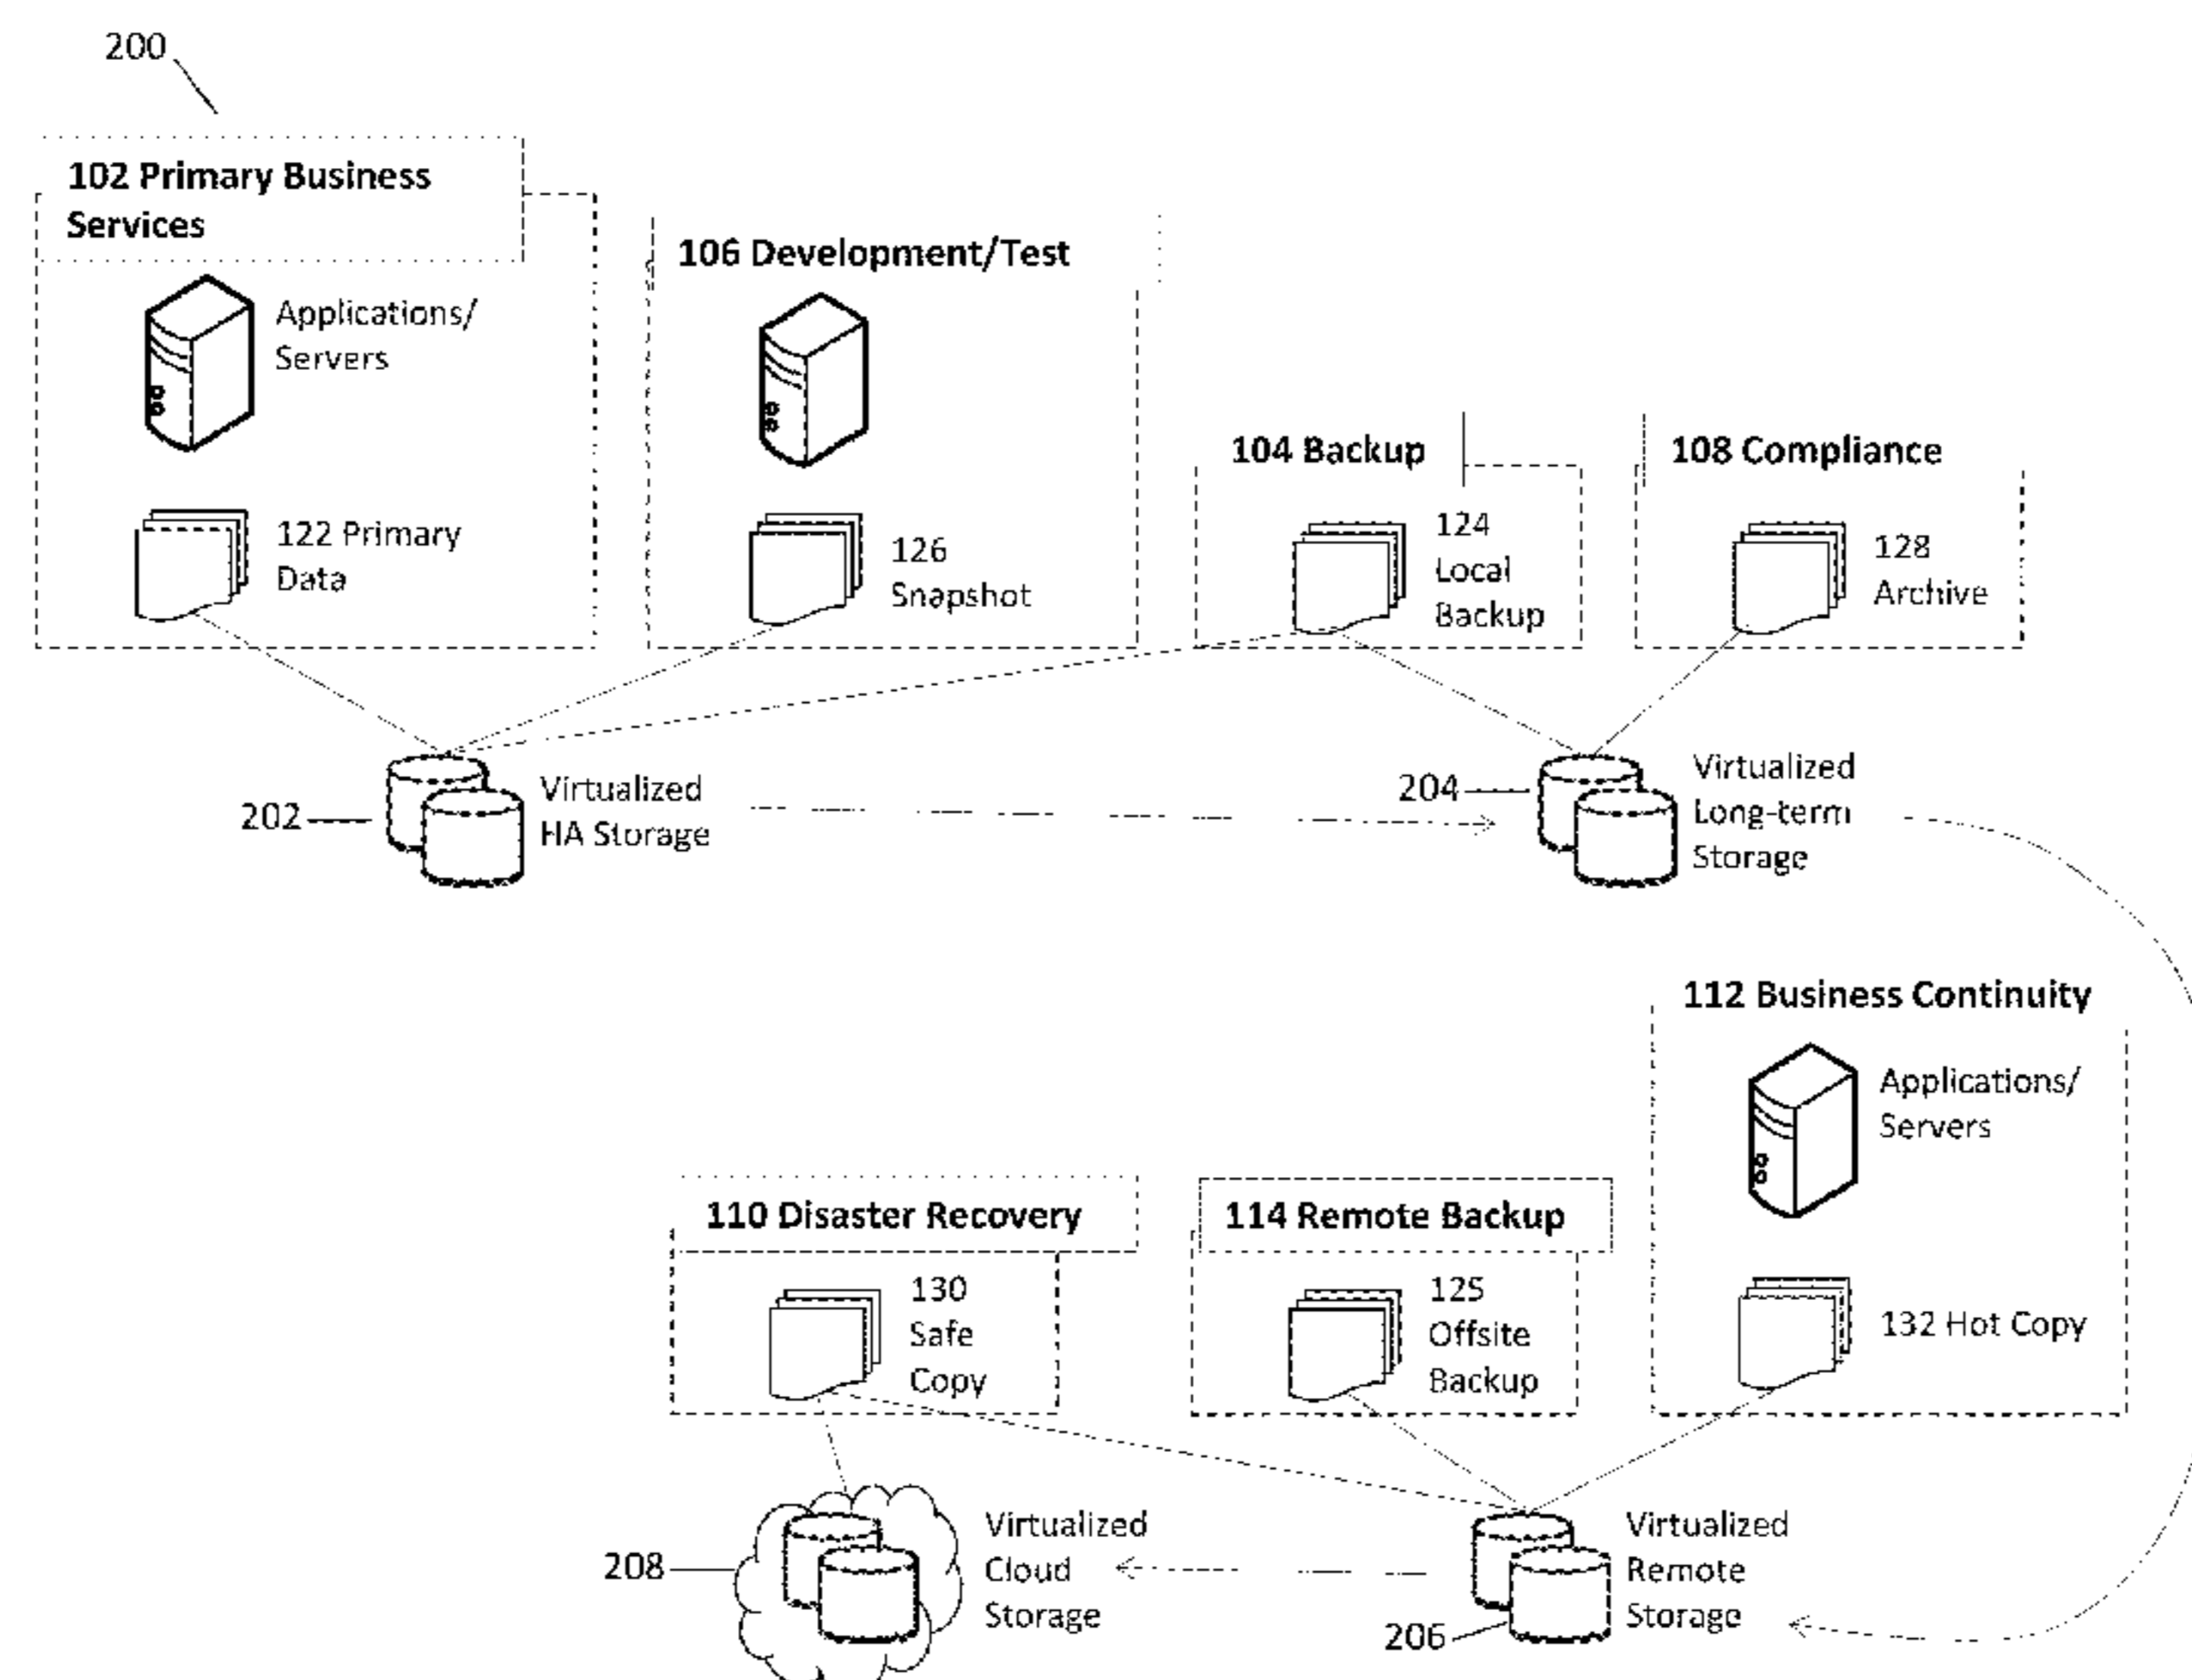 200
102 Primary Business
Services
Applications/
Servers
122 Primary
Data
106 Development/Test
126
Snapshot
104 Backup
124
Local
Backup
108 Compliance
128
Archive
202
Virtualized
HA Storage
204
Virtualized
Long-term
Storage
112 Business Continuity
Applications/
Servers
132 Hot Copy
110 Disaster Recovery
130
Safe
Copy
114 Remote Backup
125
Offsite
Backup
208
Virtualized
Cloud
Storage
206
Virtualized
Remote
Storage